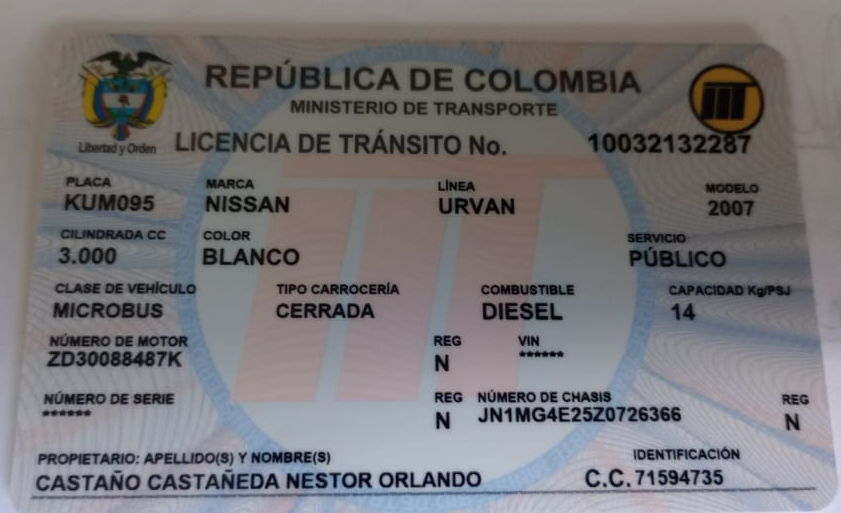 REPÚBLICA DE COLOMBIA
MINISTERIO DE TRANSPORTE
Libertad y Orden
LICENCIA DE TRÁNSITO No. 10032132287
PLACA MARCA LÍNEA MODELO
KUM095 NISSAN URVAN 2007
CILINDRADA CC COLOR SERVICIO
3.000 BLANCO PÚBLICO
CLASE DE VEHÍCULO TIPO CARROCERÍA COMBUSTIBLE CAPACIDAD Kg/PSJ
MICROBUS CERRADA DIESEL 14
NÚMERO DE MOTOR REG VIN
ZD30088487K N ******
NÚMERO DE SERIE REG NÚMERO DE CHASIS REG
****** N JN1MG4E25Z0726366 N
PROPIETARIO: APELLIDO(S) Y NOMBRE(S) IDENTIFICACIÓN
CASTAÑO CASTAÑEDA NESTOR ORLANDO C.C. 71594735